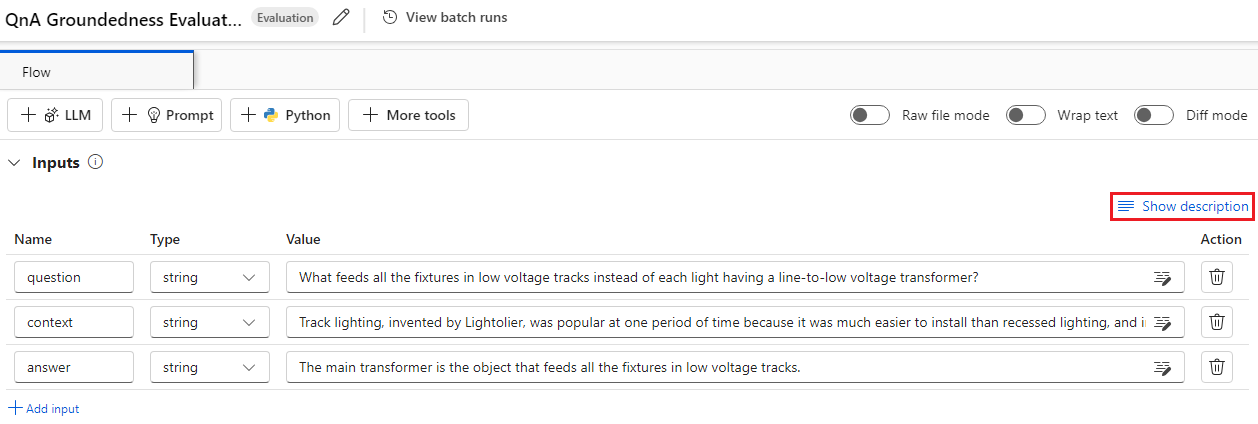 QnA Groundedness Evaluat... Evaluation View batch runs
Flow
LLM Prompt Python More tools Raw file mode Wrap text Diff mode
Inputs
Show description
Name Type Value Action
question string What feeds all the fixtures in low voltage tracks instead of each light having a line-to-low voltage transformer?
context string Track lighting, invented by Lightolier, was popular at one period of time because it was much easier to install than recessed lighting, and i
answer string The main transformer is the object that feeds all the fixtures in low voltage tracks.
Add input